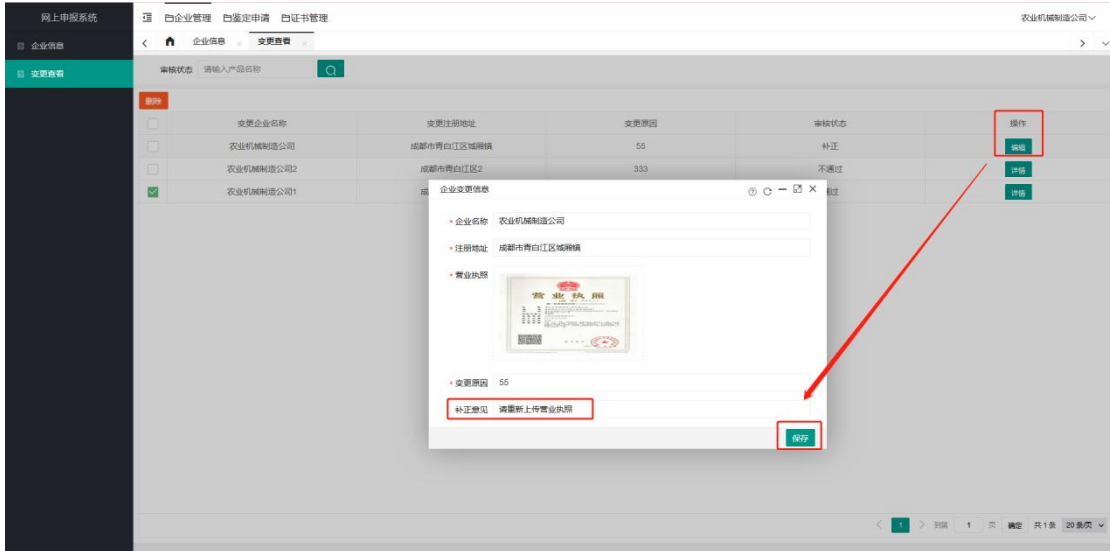 网上申报系统 企业管理 鉴定申请 证书管理 农业机械制造公司
企业信息 企业信息 变更查看
变更查看 审核状态 请输入产品名称
删除
变更企业名称 变更注册地址 变更原因 审核状态 操作
农业机械制造公司 成都市青白江区城厢镇 55 补正 编辑
农业机械制造公司2 成都市青白江区2 333 不通过 详情
农业机械制造公司1 详情
企业变更信息
*企业名称 农业机械制造公司
*注册地址 成都市青白江区城厢镇
*营业执照
营业执照
*变更原因 55
补正意见 请重新上传营业执照
保存
1 到第 1 页 确定 共1条 20条/页